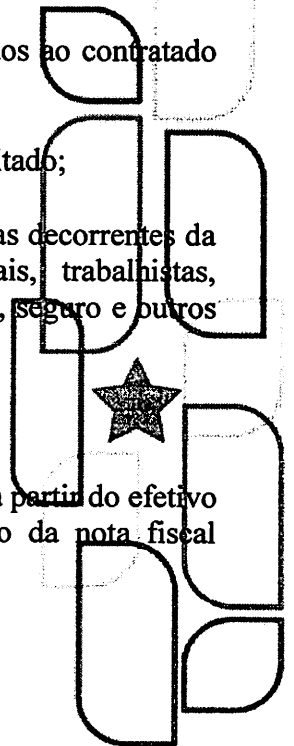 os ao contratado
tado;
as decorrentes da
ais, trabalhistas,
, seguro e outros
a partir do efetivo
o da nota fiscal